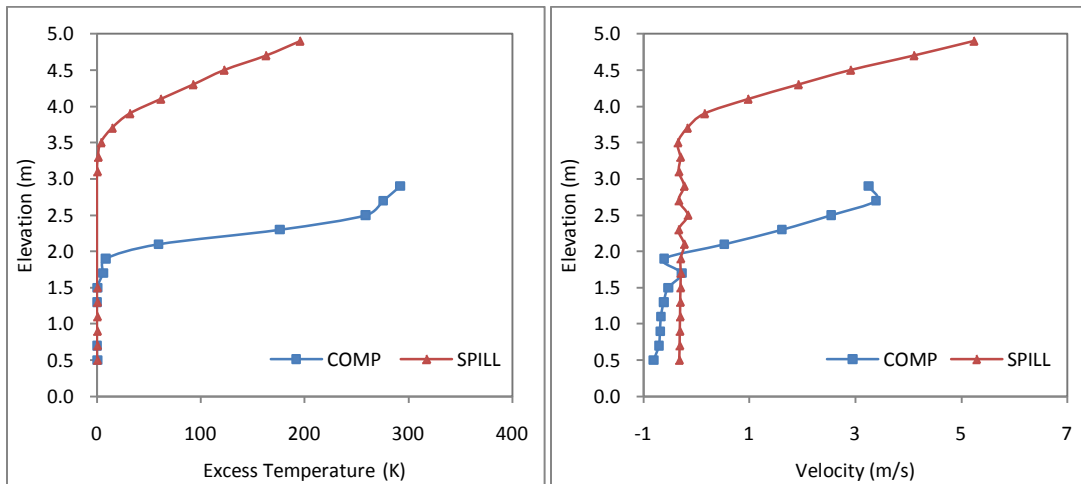 5.0
4.5
4.0
3.5
3.0
2.5
2.0
1.5
1.0
0.5
0.0
Elevation (m)
COMP
SPILL
0 100 200 300 400
Excess Temperature (K)
5.0
4.5
4.0
3.5
3.0
2.5
2.0
1.5
1.0
0.5
0.0
Elevation (m)
COMP
SPILL
-1 1 3 5 7
Velocity (m/s)